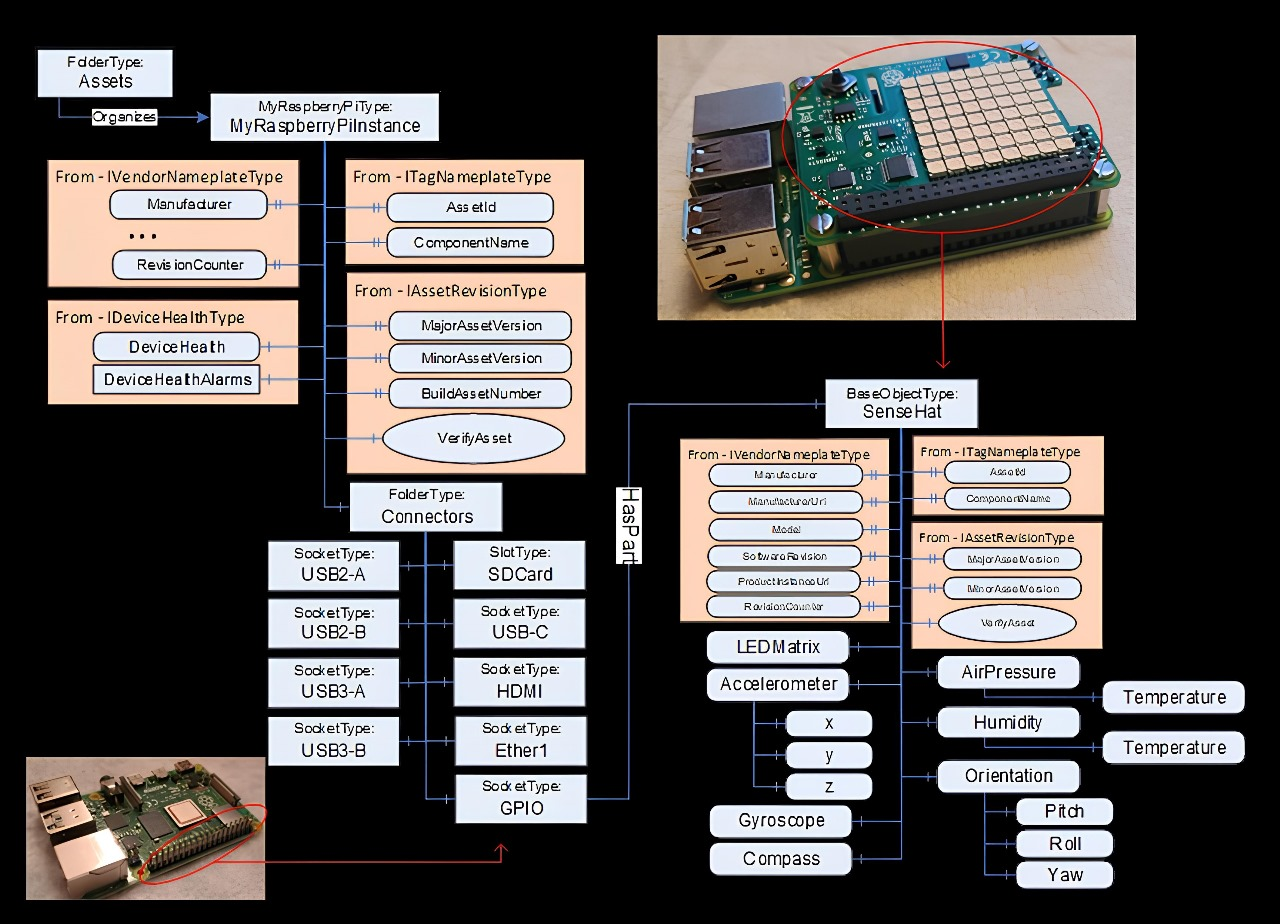 FolderType:
Assets
Organizes
MyRaspberryPiType:
MyRaspberryPiInstance
From - IVendorNameplateType
Manufacturer
...
RevisionCounter
From - ITagNameplateType
AssetId
ComponentName
From - IDeviceHealthType
DeviceHealth
DeviceHealthAlarms
From - IAssetRevisionType
MajorAssetVersion
MinorAssetVersion
BuildAssetNumber
VerifyAsset
FolderType:
Connectors
SocketType:
USB2-A
SlotType:
SDCard
SocketType:
USB2-B
SocketType:
USB-C
SocketType:
USB3-A
SocketType:
HDMI
SocketType:
USB3-B
SocketType:
Ether1
SocketType:
GPIO
HasPart
BaseObjectType:
SenseHat
From - IVendorNameplateType
Manufacturer
ManufacturerUri
Model
SoftwareRevision
ProductInstanceUri
RevisionCounter
From - ITagNameplateType
AssetId
ComponentName
From - IAssetRevisionType
MajorAssetVersion
MinorAssetVersion
VerifyAsset
LEDMatrix
Accelerometer
x
y
z
Gyroscope
Compass
AirPressure
Temperature
Humidity
Temperature
Orientation
Pitch
Roll
Yaw